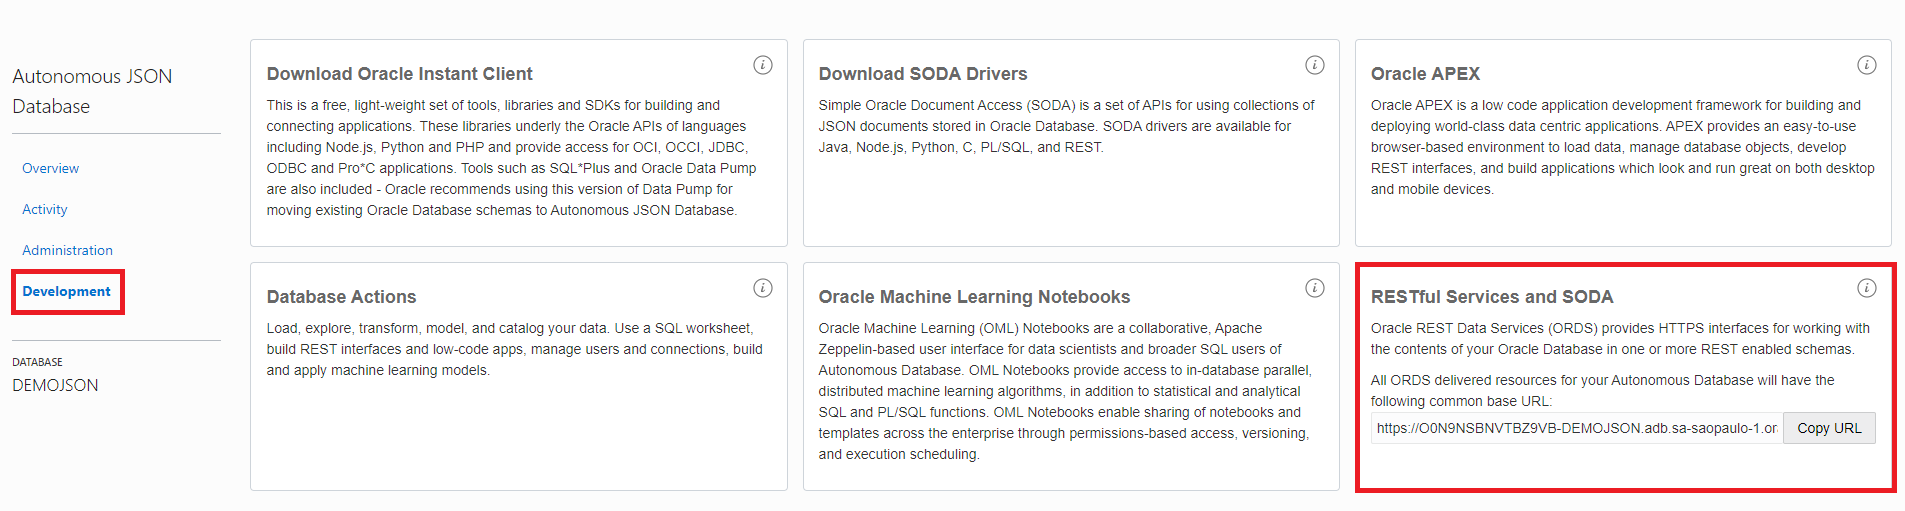 Autonomous JSON
Database
Overview
Activity
Administration
Development
DATABASE
DEMOJSON
Download Oracle Instant Client
This is a free, light-weight set of tools, libraries and SDKs for building and
connecting applications. These libraries underly the Oracle APIs of languages
including Node.js, Python and PHP and provide access for OCI, OCCI, JDBC,
ODBC and Pro*C applications. Tools such as SQL*Plus and Oracle Data Pump
are also included - Oracle recommends using this version of Data Pump for
moving existing Oracle Database schemas to Autonomous JSON Database.
Download SODA Drivers
Simple Oracle Document Access (SODA) is a set of APIs for using collections of
JSON documents stored in Oracle Database. SODA drivers are available for
Java, Node.js, Python, C, PL/SQL, and REST.
Oracle APEX
Oracle APEX is a low code application development framework for building and
deploying world-class data centric applications. APEX provides an easy-to-use
browser-based environment to load data, manage database objects, develop
REST interfaces, and build applications which look and run great on both desktop
and mobile devices.
Database Actions
Load, explore, transform, model, and catalog your data. Use a SQL worksheet,
build REST interfaces and low-code apps, manage users and connections, build
and apply machine learning models.
Oracle Machine Learning Notebooks
Oracle Machine Learning (OML) Notebooks are a collaborative, Apache
Zeppelin-based user interface for data scientists and broader SQL users of
Autonomous Database. OML Notebooks provide access to in-database parallel,
distributed machine learning algorithms, in addition to statistical and analytical
SQL and PL/SQL functions. OML Notebooks enable sharing of notebooks and
templates across the enterprise through permissions-based access, versioning,
and execution scheduling.
RESTful Services and SODA
Oracle REST Data Services (ORDS) provides HTTPS interfaces for working with
the contents of your Oracle Database in one or more REST enabled schemas.
All ORDS delivered resources for your Autonomous Database will have the
following common base URL:
https://O0N9NSBNVTBZ9VB-DEMOJSON.adb.sa-saopaulo-1.or Copy URL